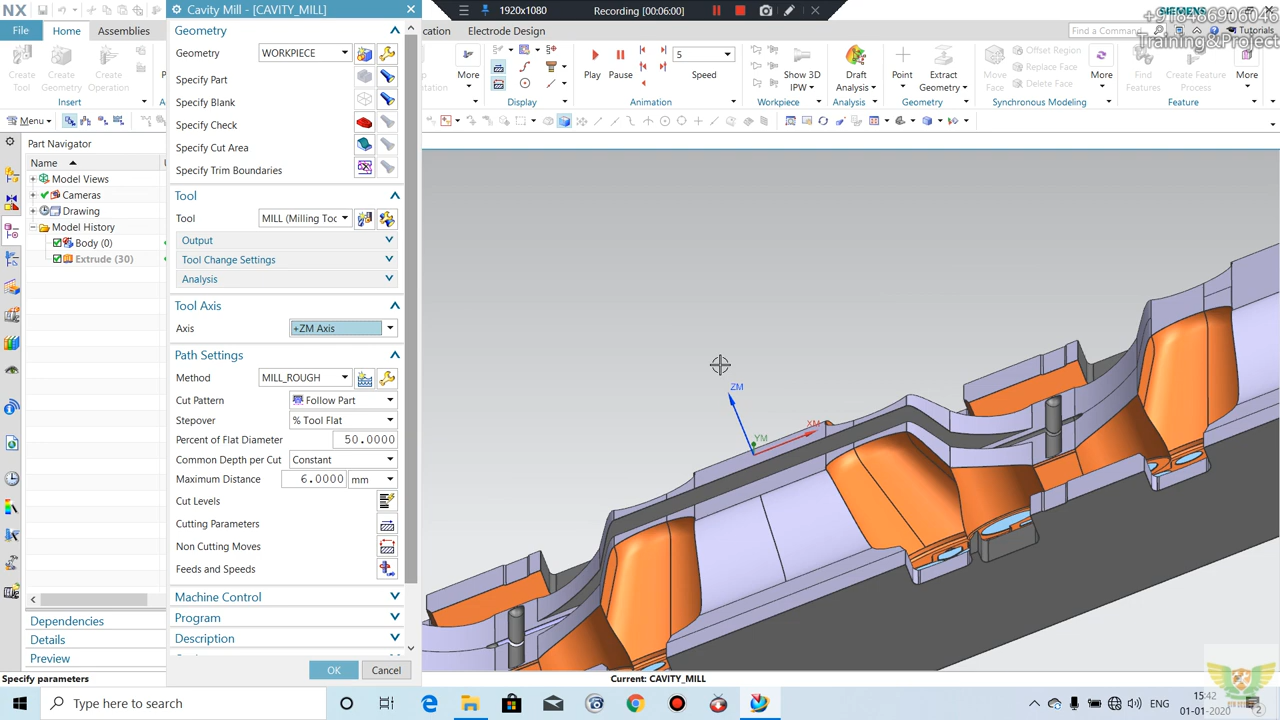 NX
Cavity Mill - [CAVITY_MILL]
1920x1080
Recording [00:06:00]
SIEMENS
+918486906046
Training&Project
File
Home
Assemblies
cation
Electrode Design
Find a Command
Tutorials
Create Tool
Create Geometry
Create Operation
Insert
More
Display
Play
Pause
5
Speed
Animation
Show 3D IPW
Workpiece
Draft Analysis
Analysis
Point
Extract Geometry
Geometry
Move Face
Offset Region
Replace Face
Delete Face
More
Synchronous Modeling
Find Features
Create Feature Process
More
Feature
Menu
Part Navigator
Name
Model Views
Cameras
Drawing
Model History
Body (0)
Extrude (30)
Dependencies
Details
Preview
Geometry
Geometry
WORKPIECE
Specify Part
Specify Blank
Specify Check
Specify Cut Area
Specify Trim Boundaries
Tool
Tool
MILL (Milling Toc
Output
Tool Change Settings
Analysis
Tool Axis
Axis
+ZM Axis
Path Settings
Method
MILL_ROUGH
Cut Pattern
Follow Part
Stepover
% Tool Flat
Percent of Flat Diameter
50.0000
Common Depth per Cut
Constant
Maximum Distance
6.0000
mm
Cut Levels
Cutting Parameters
Non Cutting Moves
Feeds and Speeds
Machine Control
Program
Description
OK
Cancel
ZM
YM
XM
Specify parameters
Current: CAVITY_MILL
Type here to search
ENG
15:42
01-01-2020
2